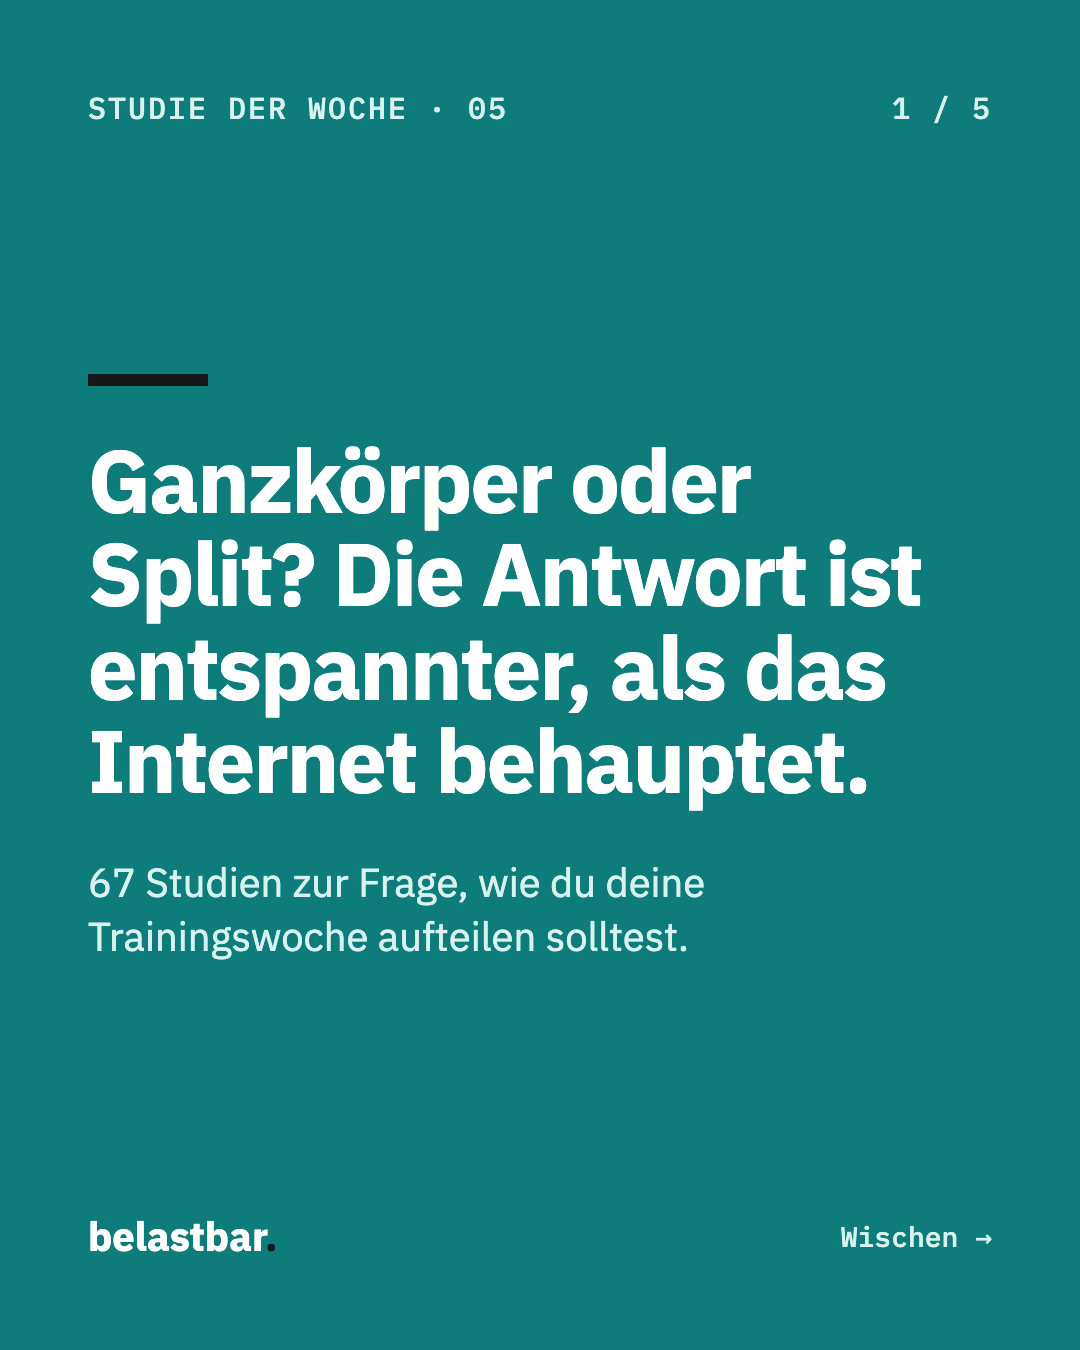 STUDIE DER WOCHE · 05
1 / 5
Ganzkörper oder
Split? Die Antwort ist
entspannter, als das
Internet behauptet.
67 Studien zur Frage, wie du deine
Trainingswoche aufteilen solltest.
belastbar.
Wischen →